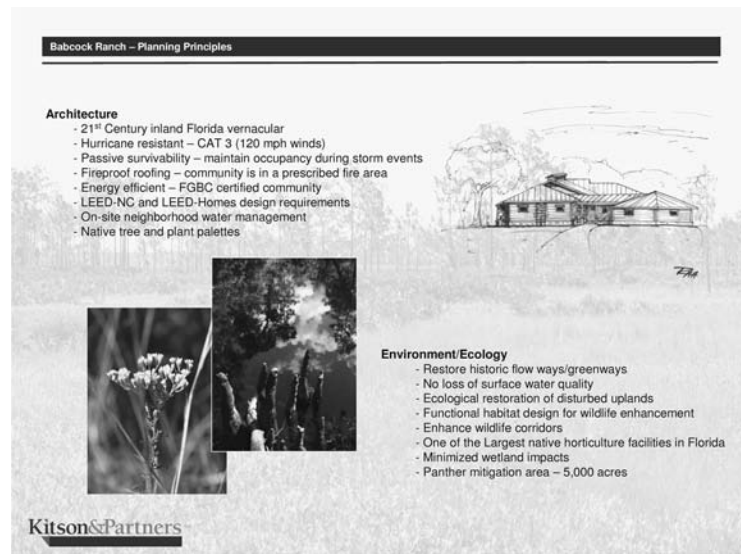 Babcock Ranch – Planning Principles
Architecture
- 21st Century inland Florida vernacular
- Hurricane resistant – CAT 3 (120 mph winds)
- Passive survivability – maintain occupancy during storm events
- Fireproof roofing – community is in a prescribed fire area
- Energy efficient – FGBC certified community
- LEED-NC and LEED-Homes design requirements
- On-site neighborhood water management
- Native tree and plant palettes
Environment/Ecology
- Restore historic flow ways/greenways
- No loss of surface water quality
- Ecological restoration of disturbed uplands
- Functional habitat design for wildlife enhancement
- Enhance wildlife corridors
- One of the Largest native horticulture facilities in Florida
- Minimized wetland impacts
- Panther mitigation area – 5,000 acres
Kitson&Partners